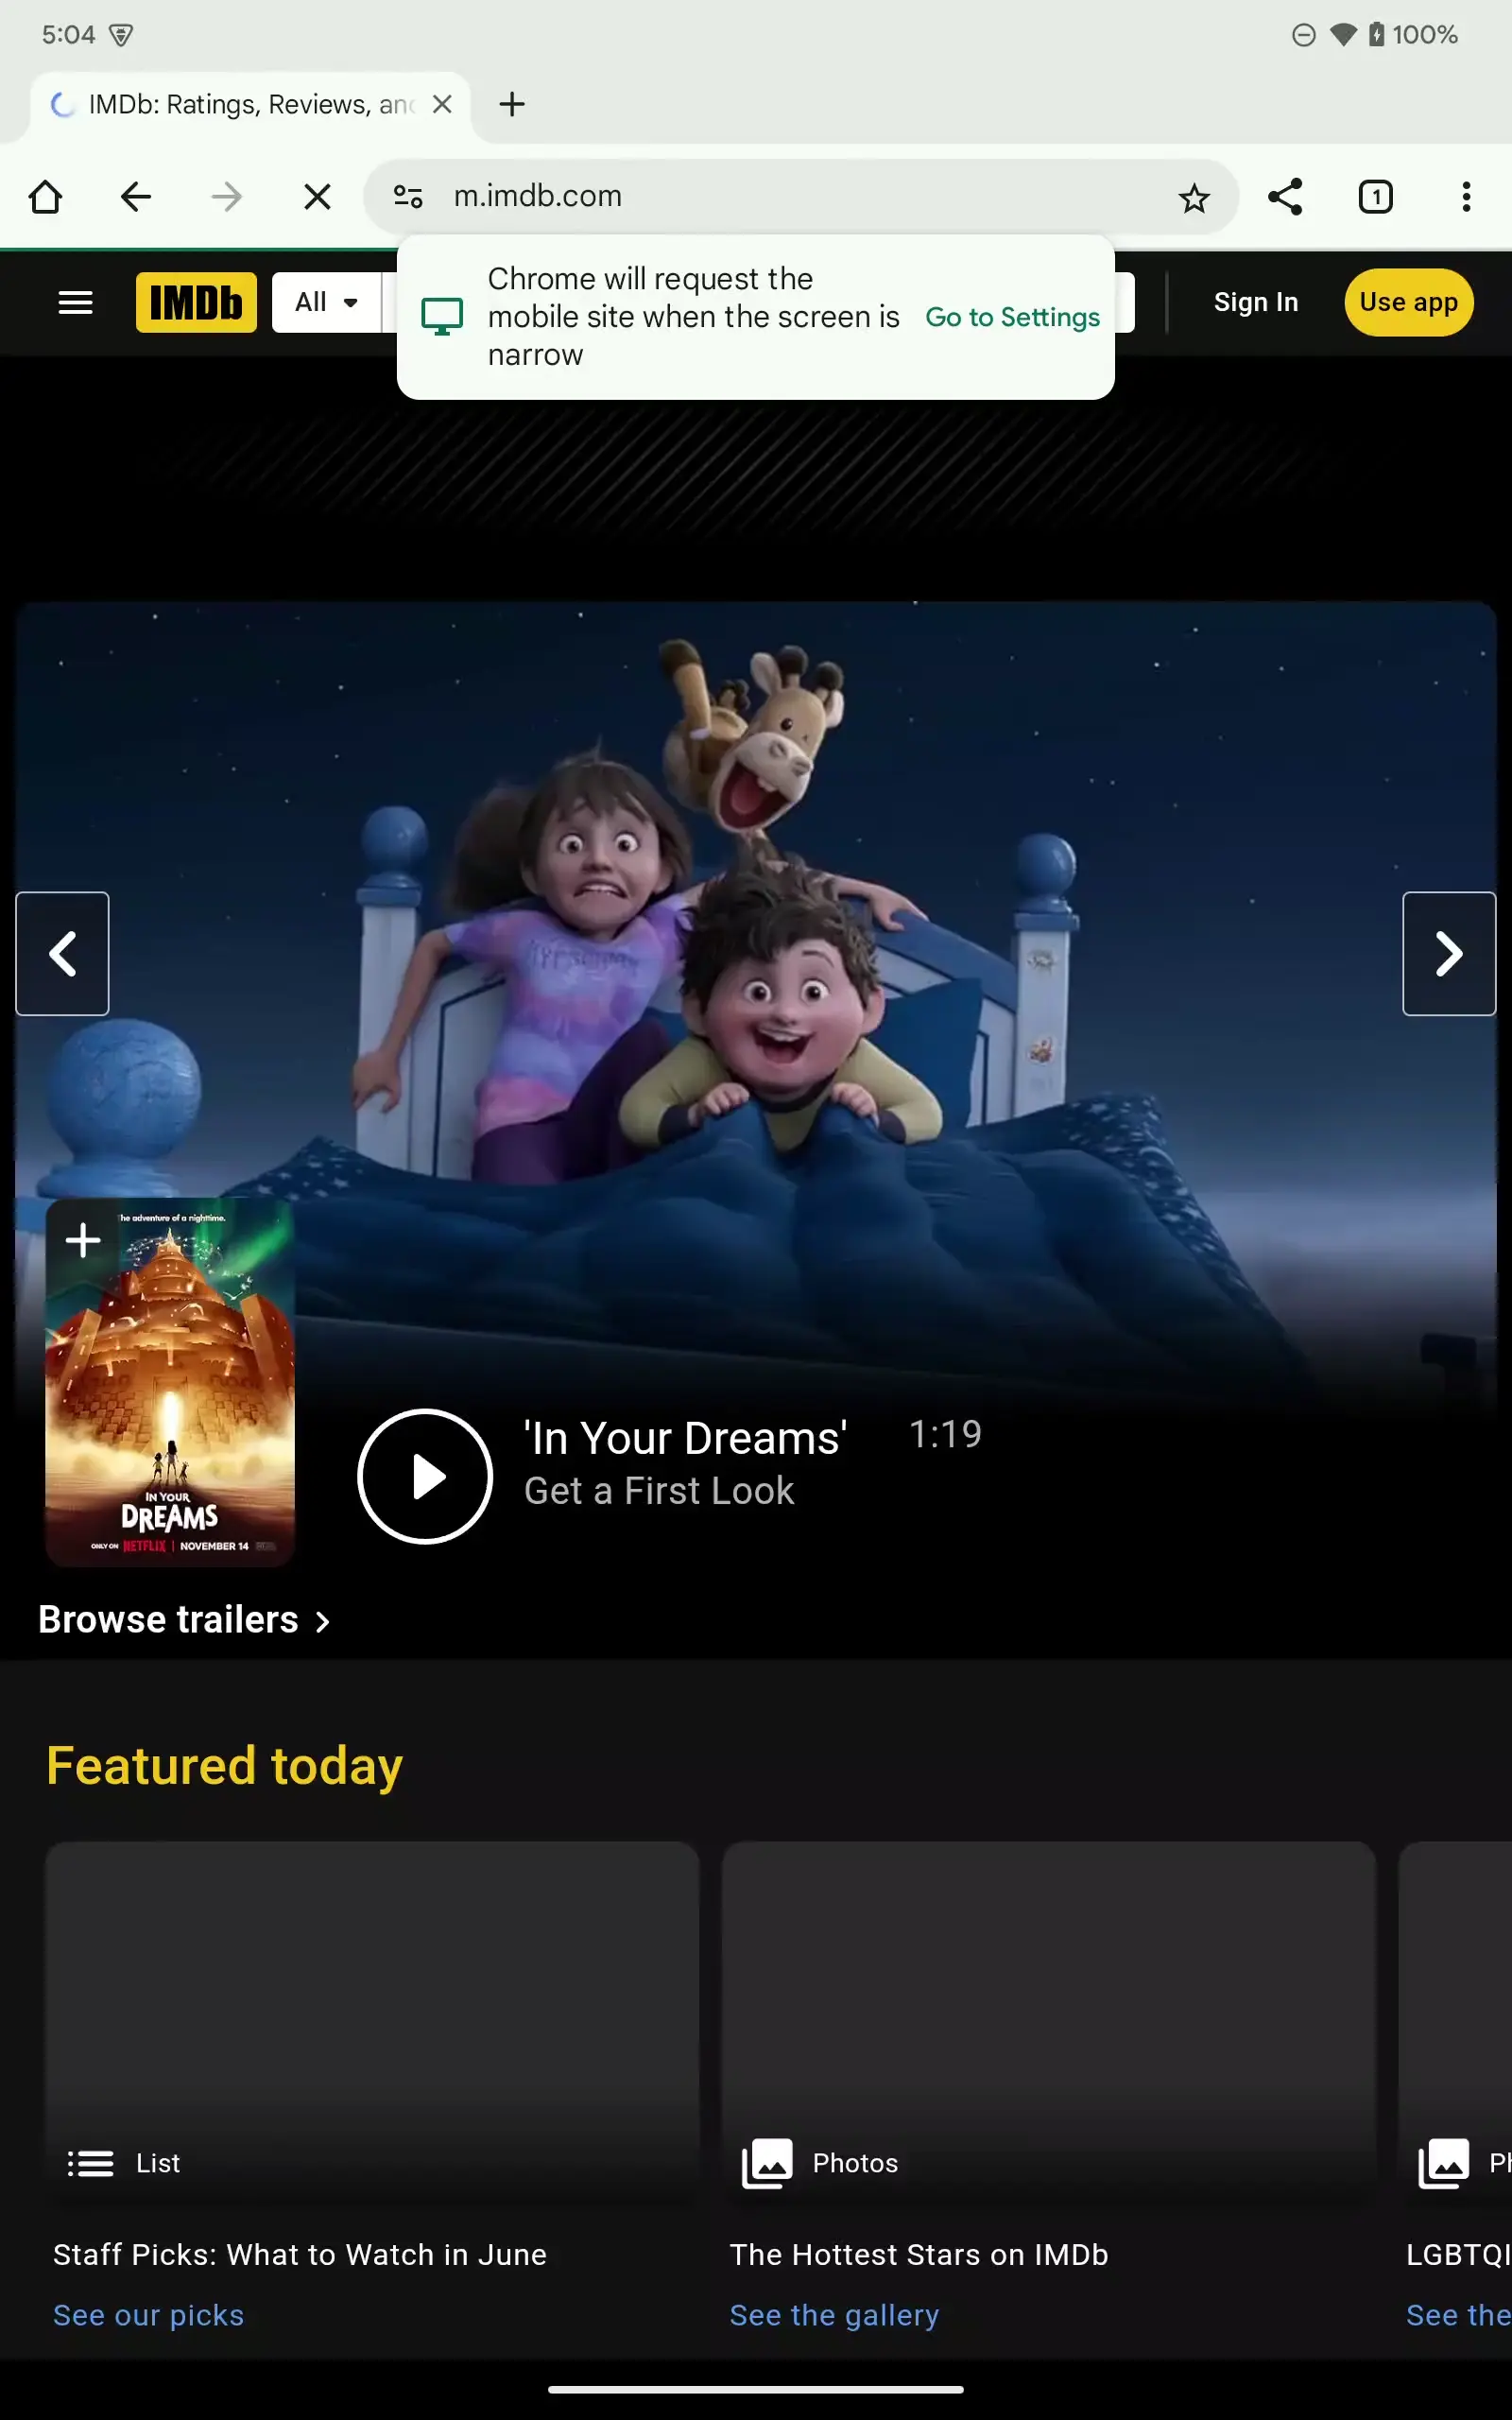 5:04
100%
IMDb: Ratings, Reviews, and
m.imdb.com
1
Chrome will request the
mobile site when the screen is
narrow
Go to Settings
IMDb
All
Sign In
Use app
The adventure of a nighttime.
IN YOUR
DREAMS
ONLY ON NETFLIX | NOVEMBER 14
'In Your Dreams'
1:19
Get a First Look
Browse trailers
Featured today
List
Photos
Staff Picks: What to Watch in June
The Hottest Stars on IMDb
LGBTQI
See our picks
See the gallery
See the